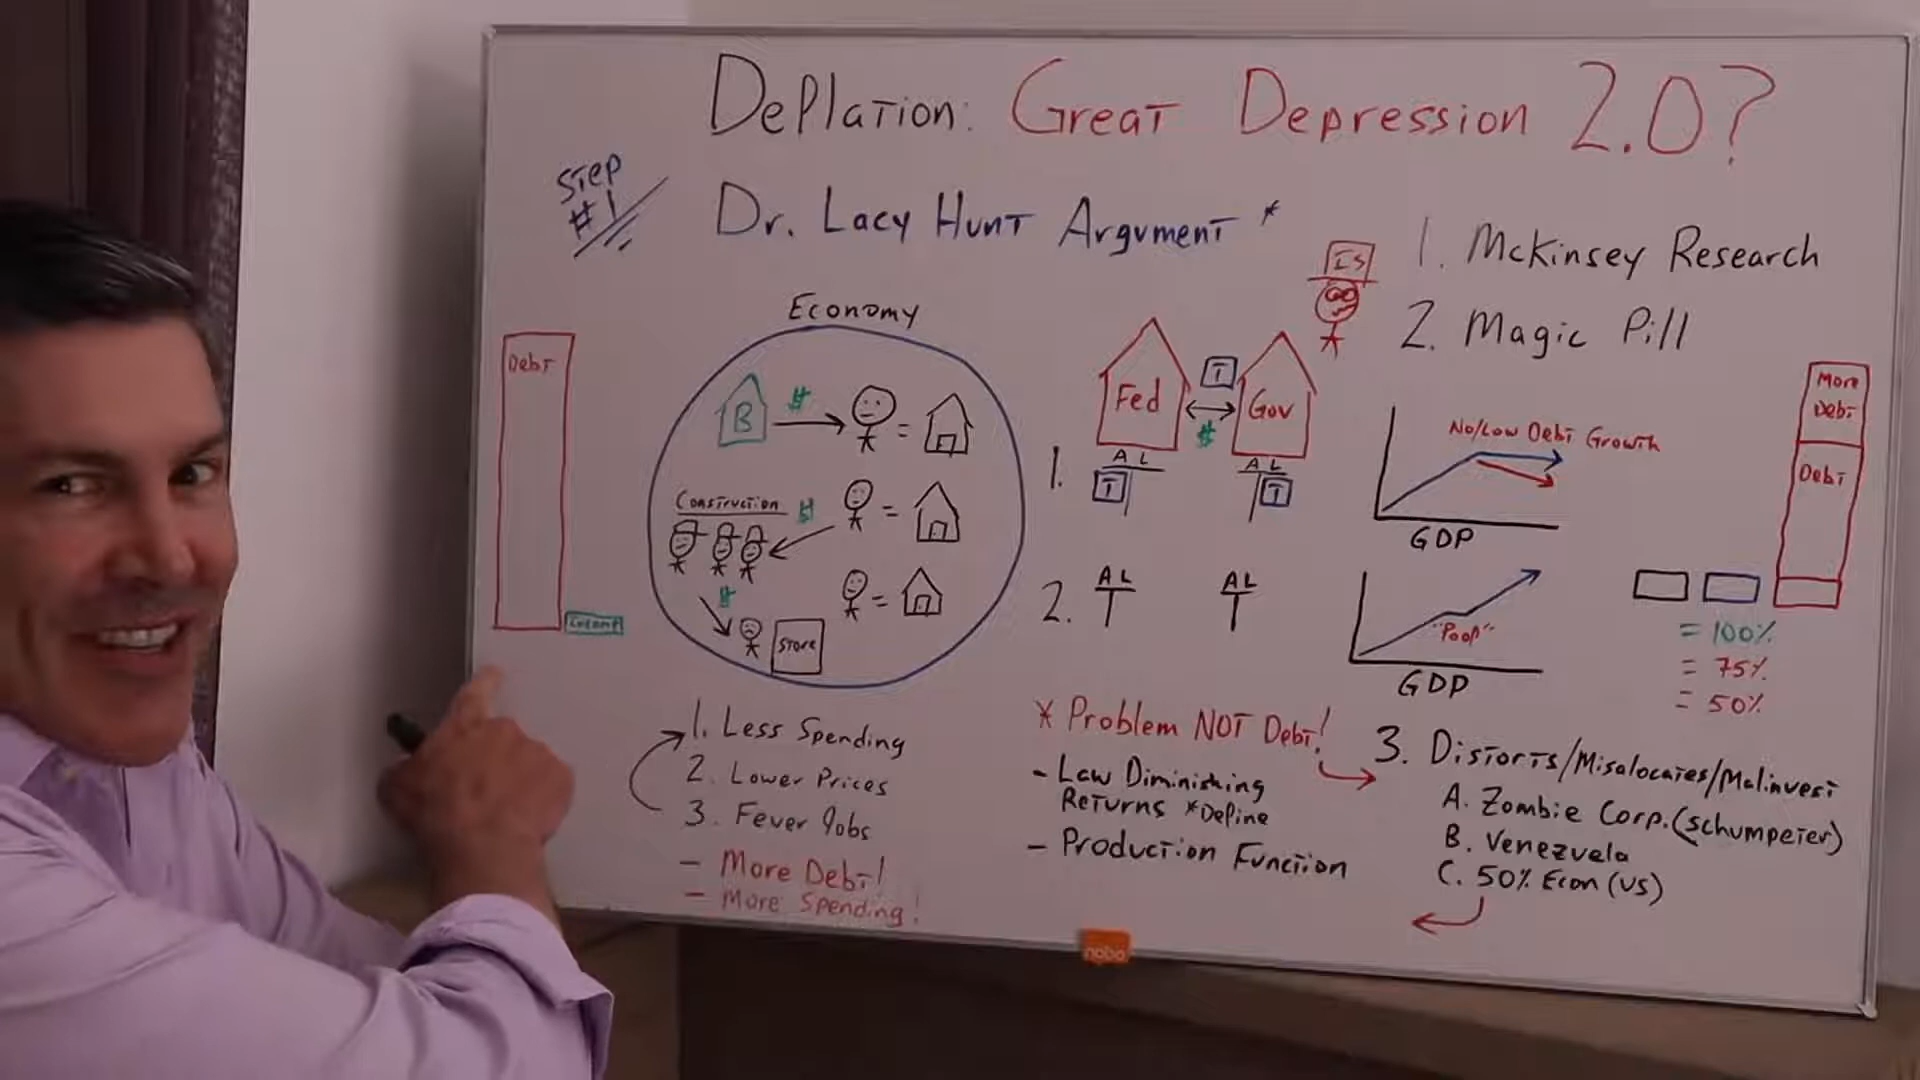 Deflation: Great Depression 2.0?
Step
#1
Dr. Lacy Hunt Argument *
1. McKinsey Research
2. Magic Pill
IS
Economy
Debt
Income
B $ =
Construction $ =
$ =
Store
Fed T Gov
$
1. A L A L
T T
2. A L A L
No/Low Debt Growth
GDP
"Poop"
GDP
More
Debt
Debt
= 100%
= 75%
= 50%
1. Less Spending
2. Lower Prices
3. Fewer Jobs
- More Debt!
- More Spending!
* Problem NOT Debt!
- Law Diminishing
Returns *Define
- Production Function
3. Distorts/Misalocates/Malinvest
A. Zombie Corp. (Schumpeter)
B. Venezuela
C. 50% Econ (US)
nobo